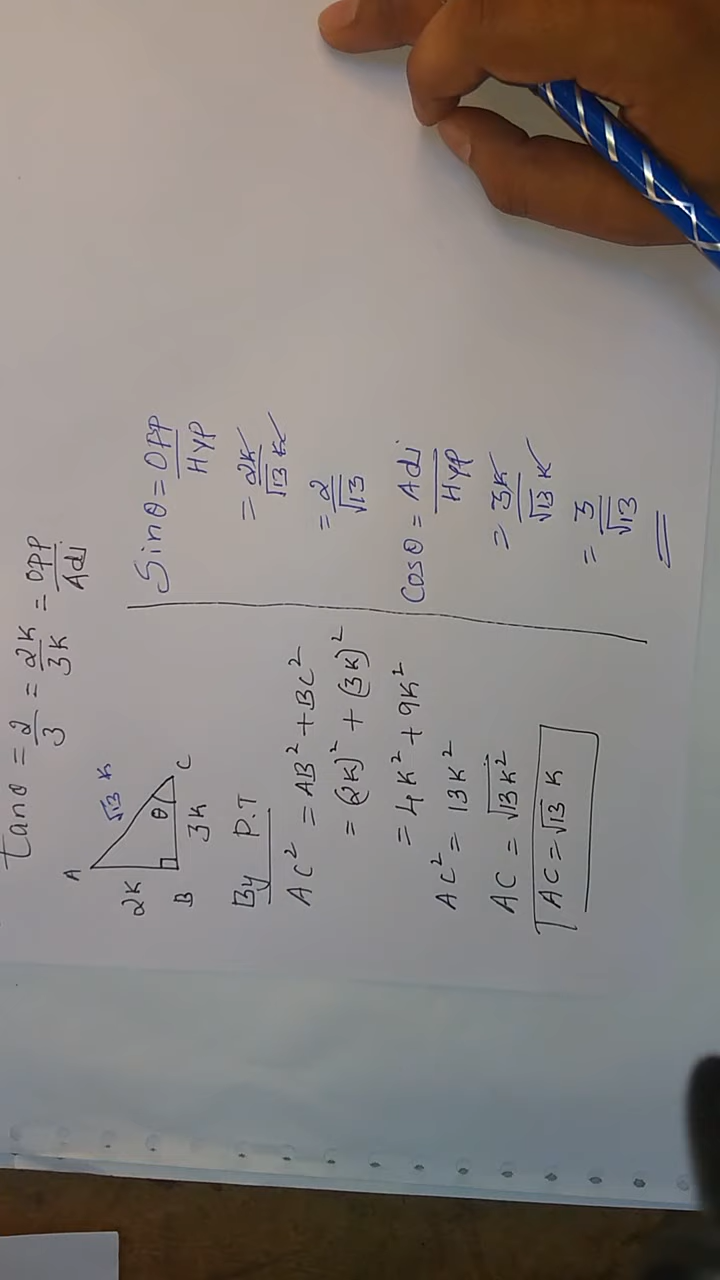 tanθ = 2/3 = 2K/3K = OPP/Adj
A
2K
√13 K
θ
B
3K
C
By P.T
AC² = AB² + BC²
= (2K)² + (3K)²
= 4K² + 9K²
AC² = 13K²
AC = √13K²
AC = √13 K
Sinθ = OPP/HYP
= 2K/√13 K
= 2/√13
Cosθ = Adj/HYP
= 3K/√13 K
= 3/√13